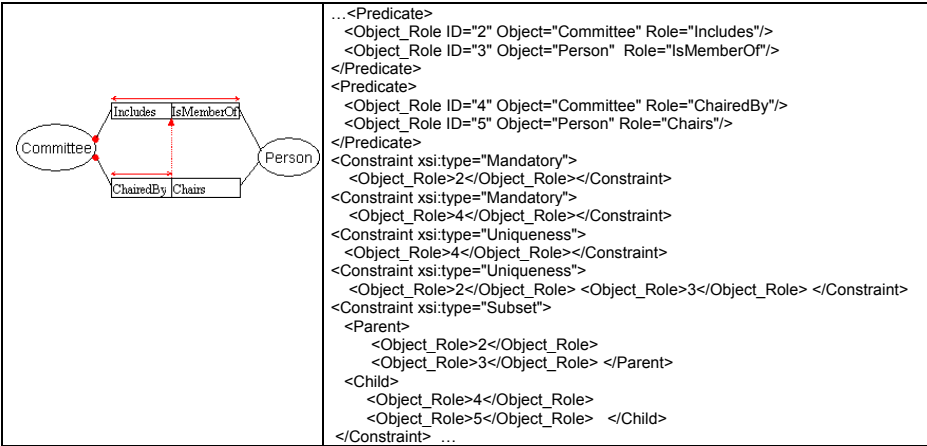 Includes IsMemberOf
Committee
Person
ChairedBy Chairs
…<Predicate>
<Object_Role ID="2" Object="Committee" Role="Includes"/>
<Object_Role ID="3" Object="Person" Role="IsMemberOf"/>
</Predicate>
<Predicate>
<Object_Role ID="4" Object="Committee" Role="ChairedBy"/>
<Object_Role ID="5" Object="Person" Role="Chairs"/>
</Predicate>
<Constraint xsi:type="Mandatory">
<Object_Role>2</Object_Role></Constraint>
<Constraint xsi:type="Mandatory">
<Object_Role>4</Object_Role></Constraint>
<Constraint xsi:type="Uniqueness">
<Object_Role>4</Object_Role></Constraint>
<Constraint xsi:type="Uniqueness">
<Object_Role>2</Object_Role> <Object_Role>3</Object_Role> </Constraint>
<Constraint xsi:type="Subset">
<Parent>
<Object_Role>2</Object_Role>
<Object_Role>3</Object_Role> </Parent>
<Child>
<Object_Role>4</Object_Role>
<Object_Role>5</Object_Role> </Child>
</Constraint> …